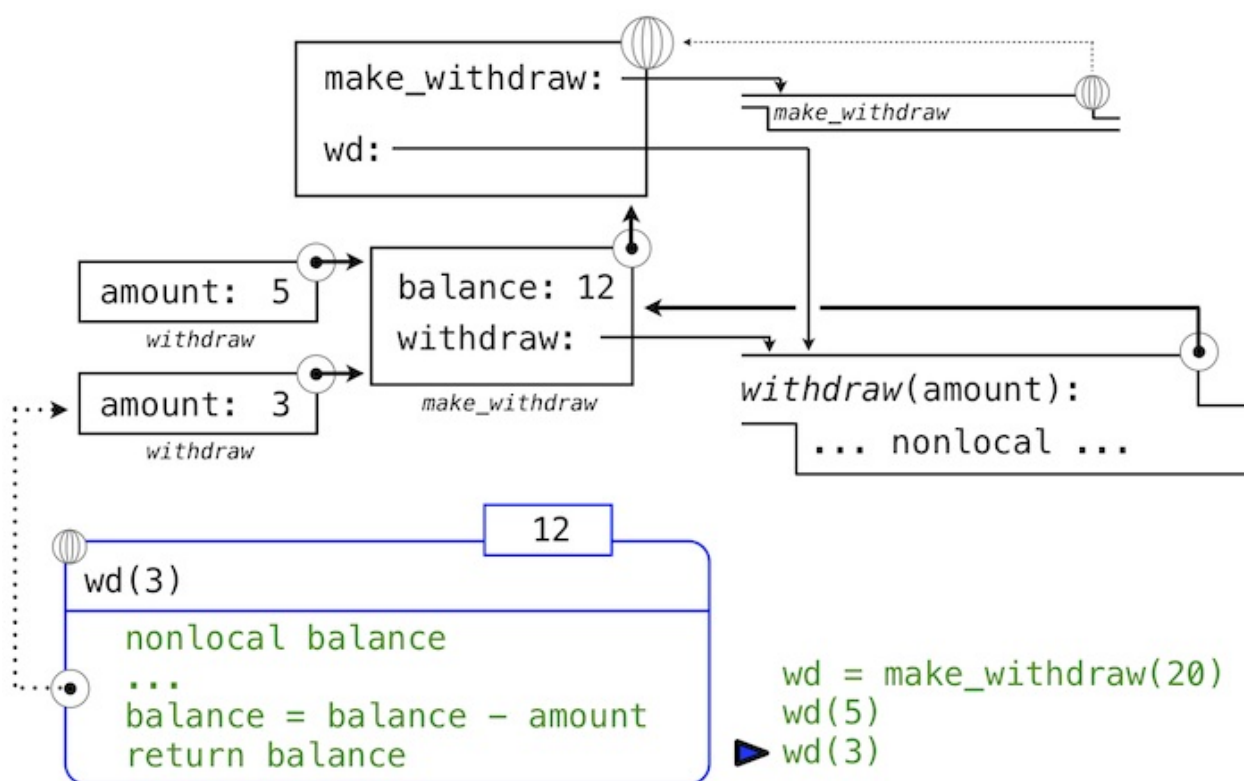 make_withdraw:
make_withdraw
wd:
amount: 5
withdraw
balance: 12
withdraw:
make_withdraw
amount: 3
withdraw
withdraw(amount):
... nonlocal ...
12
wd(3)
nonlocal balance
...
balance = balance − amount
return balance
wd = make_withdraw(20)
wd(5)
wd(3)